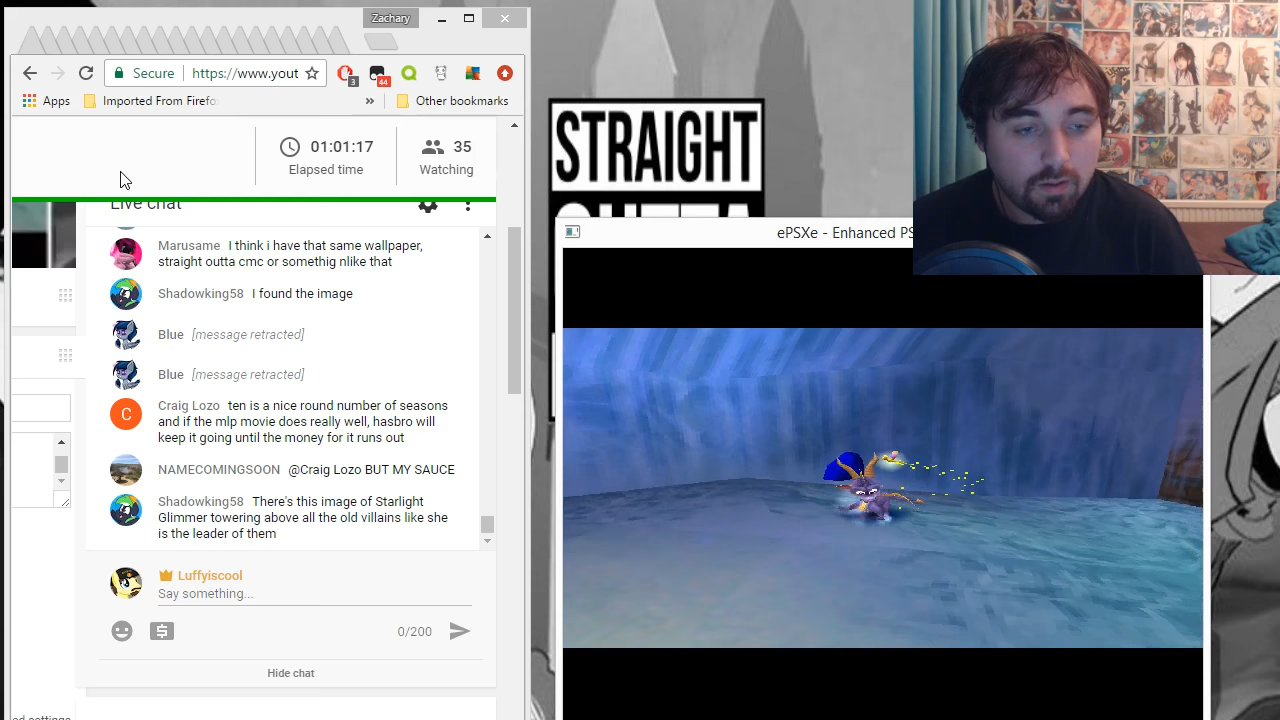 Zachary
Secure
https://www.yout
3
44
Apps
Imported From Firefo
»
Other bookmarks
01:01:17
Elapsed time
35
Watching
Live chat
Marusame I think i have that same wallpaper,
straight outta cmc or somethig nlike that
Shadowking58 I found the image
Blue [message retracted]
Blue [message retracted]
C
Craig Lozo ten is a nice round number of seasons
and if the mlp movie does really well, hasbro will
keep it going until the money for it runs out
NAMECOMINGSOON @Craig Lozo BUT MY SAUCE
Shadowking58 There's this image of Starlight
Glimmer towering above all the old villains like she
is the leader of them
Luffyiscool
Say something...
0/200
Hide chat
ed settings
STRAIGHT
OUTTA
ePSXe - Enhanced PS